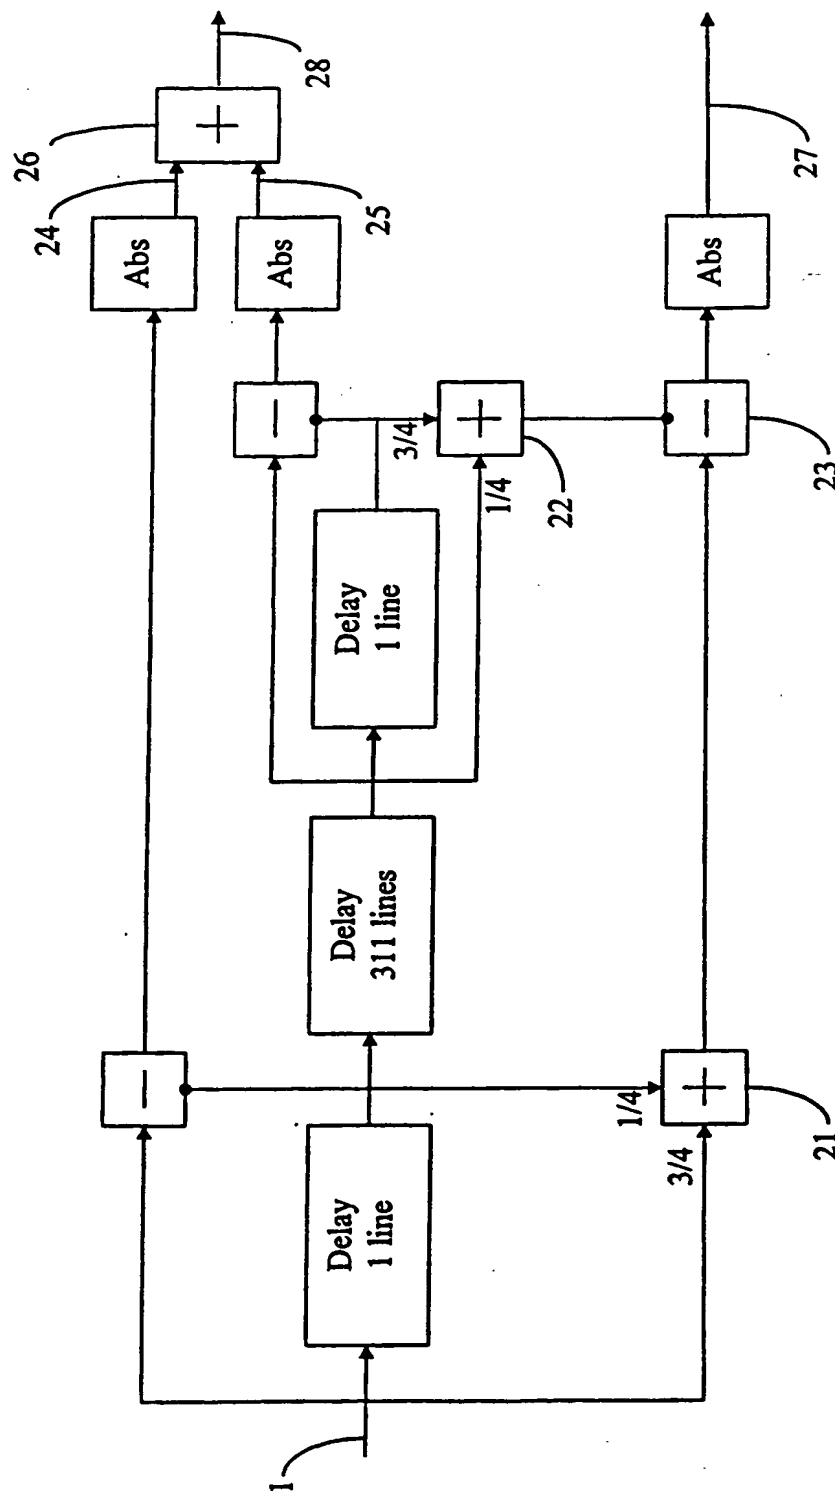 1
Delay
1 line
3/4
1/4
21
Delay
311 lines
Delay
1 line
3/4
1/4
22
23
−
−
+
+
−
Abs
Abs
Abs
24
25
26
+
27
28